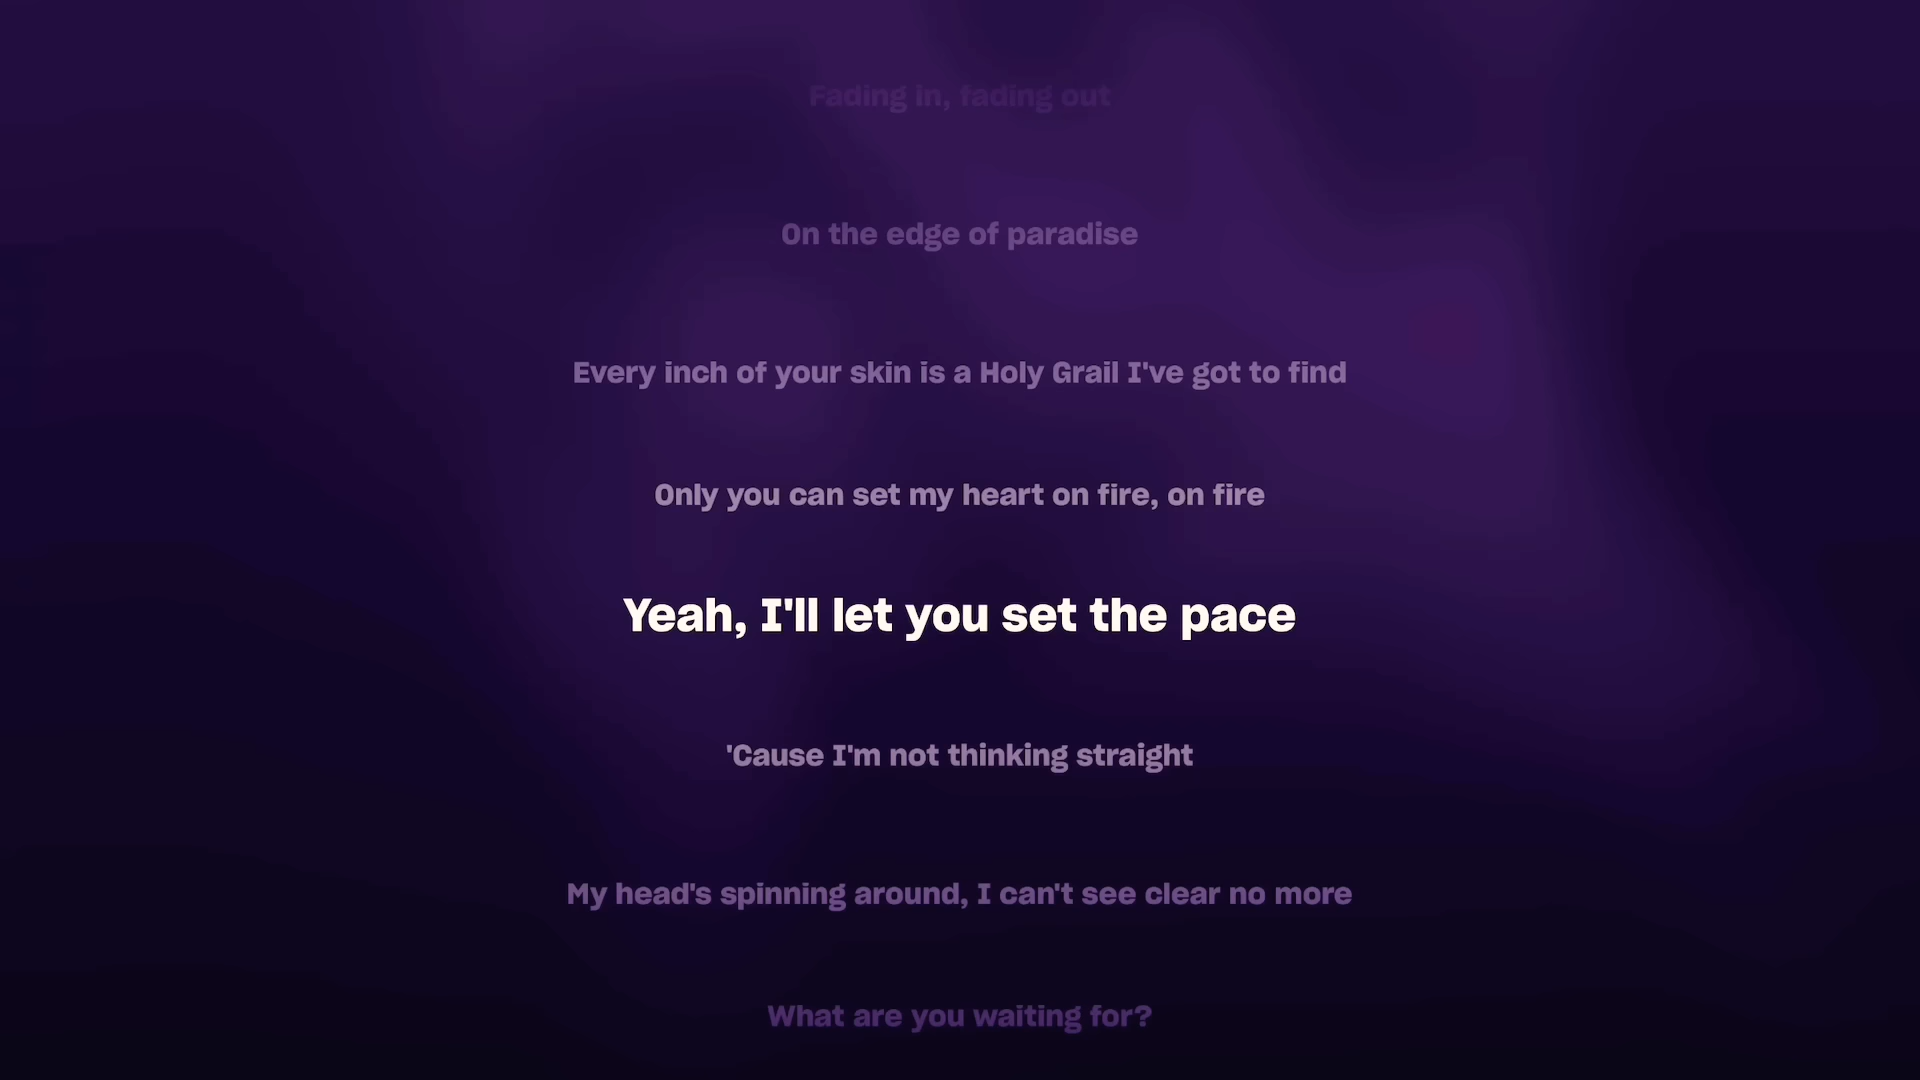 Fading in, fading out
On the edge of paradise
Every inch of your skin is a Holy Grail I've got to find
Only you can set my heart on fire, on fire
Yeah, I'll let you set the pace
'Cause I'm not thinking straight
My head's spinning around, I can't see clear no more
What are you waiting for?